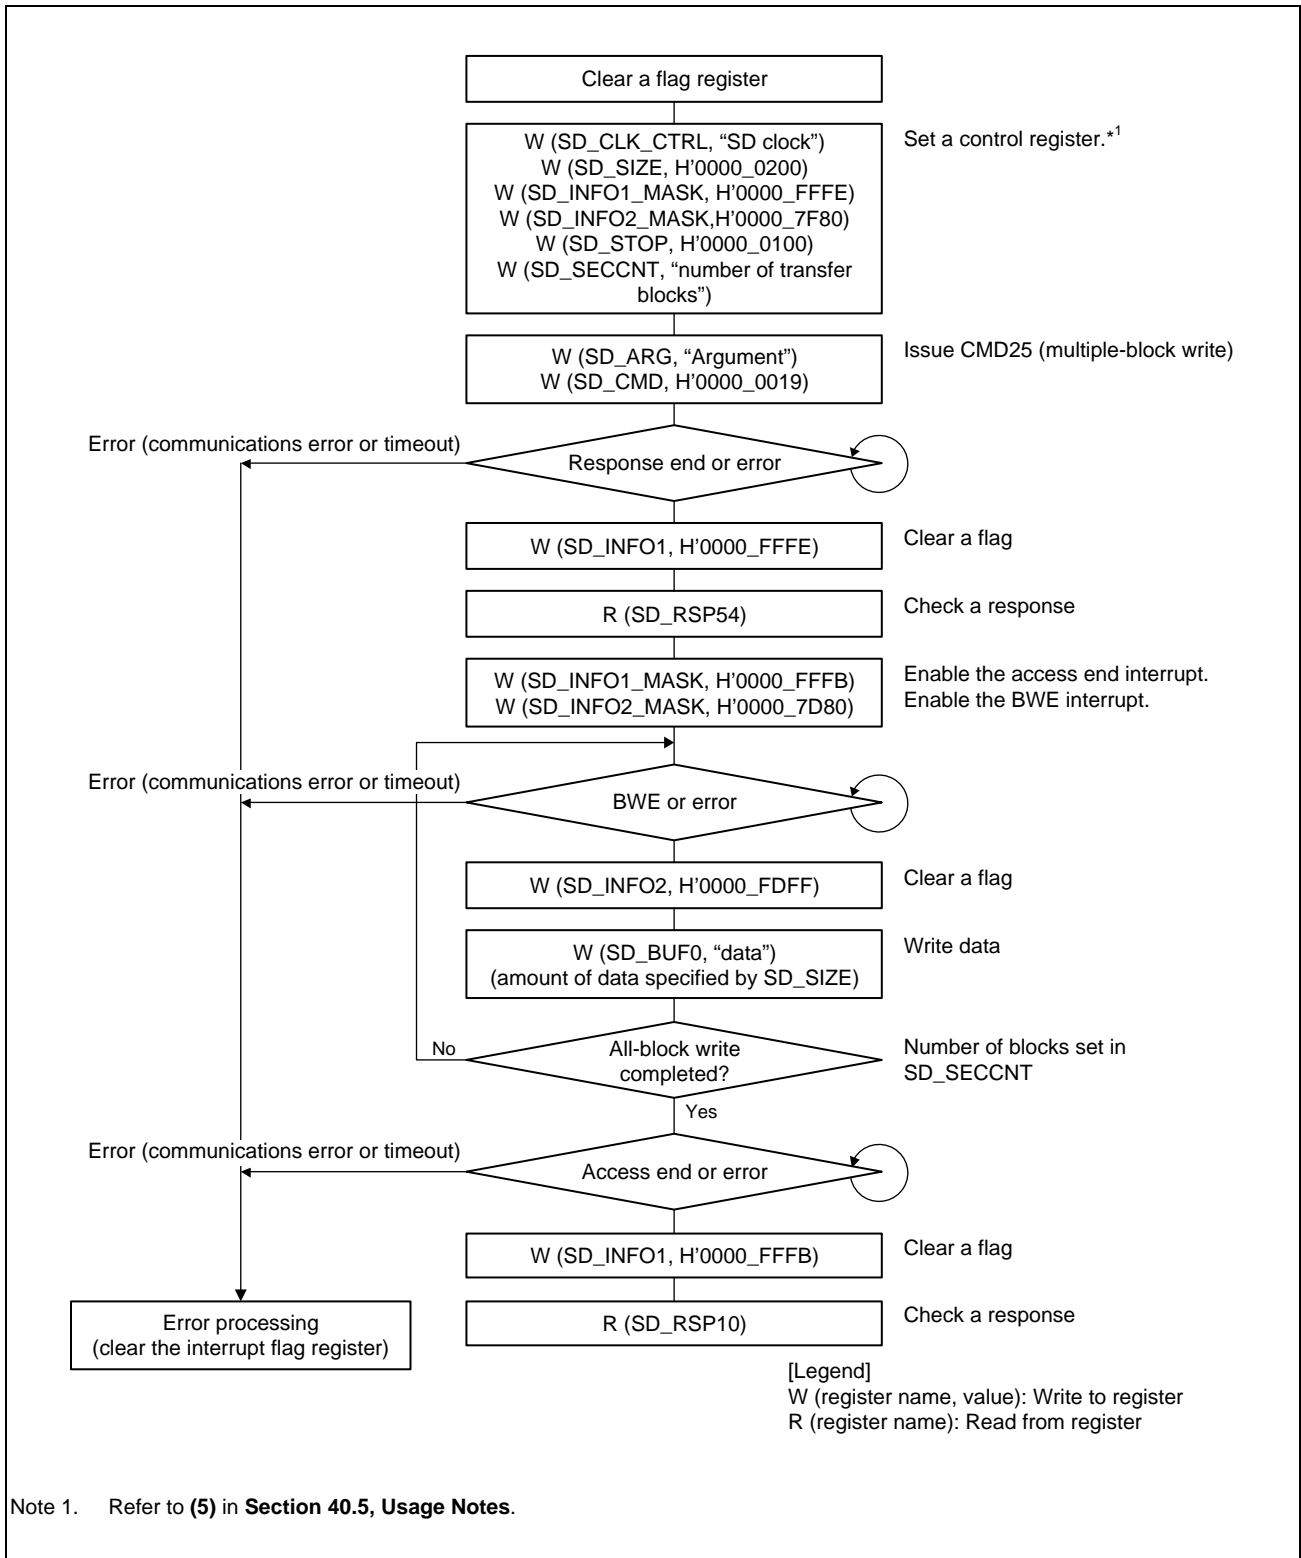 Clear a flag register
W (SD_CLK_CTRL, “SD clock”)
W (SD_SIZE, H'0000_0200)
W (SD_INFO1_MASK, H'0000_FFFE)
W (SD_INFO2_MASK,H'0000_7F80)
W (SD_STOP, H'0000_0100)
W (SD_SECCNT, “number of transfer
blocks”)
Set a control register.*1
W (SD_ARG, “Argument”)
W (SD_CMD, H'0000_0019)
Issue CMD25 (multiple-block write)
Error (communications error or timeout)
Response end or error
W (SD_INFO1, H'0000_FFFE)
Clear a flag
R (SD_RSP54)
Check a response
W (SD_INFO1_MASK, H'0000_FFFB)
W (SD_INFO2_MASK, H'0000_7D80)
Enable the access end interrupt.
Enable the BWE interrupt.
Error (communications error or timeout)
BWE or error
W (SD_INFO2, H'0000_FDFF)
Clear a flag
W (SD_BUF0, “data”)
(amount of data specified by SD_SIZE)
Write data
No
All-block write
completed?
Number of blocks set in
SD_SECCNT
Yes
Error (communications error or timeout)
Access end or error
W (SD_INFO1, H'0000_FFFB)
Clear a flag
Error processing
(clear the interrupt flag register)
R (SD_RSP10)
Check a response
[Legend]
W (register name, value): Write to register
R (register name): Read from register
Note 1. Refer to (5) in Section 40.5, Usage Notes.